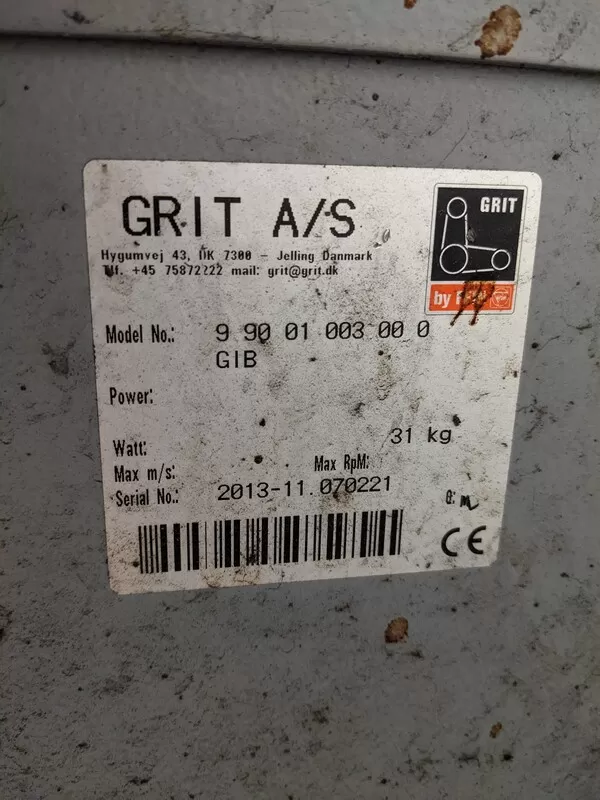 GRIT A/S
Hygumvej 43, DK 7300 - Jelling Danmark
Tlf. +45 75872222 mail: grit@grit.dk
GRIT
by
Model No.: 9 90 01 003 00 0
GIB
Power:
31 kg
Watt:
Max m/s:
Max RpM:
Serial No.: 2013-11.070221
G:
CE